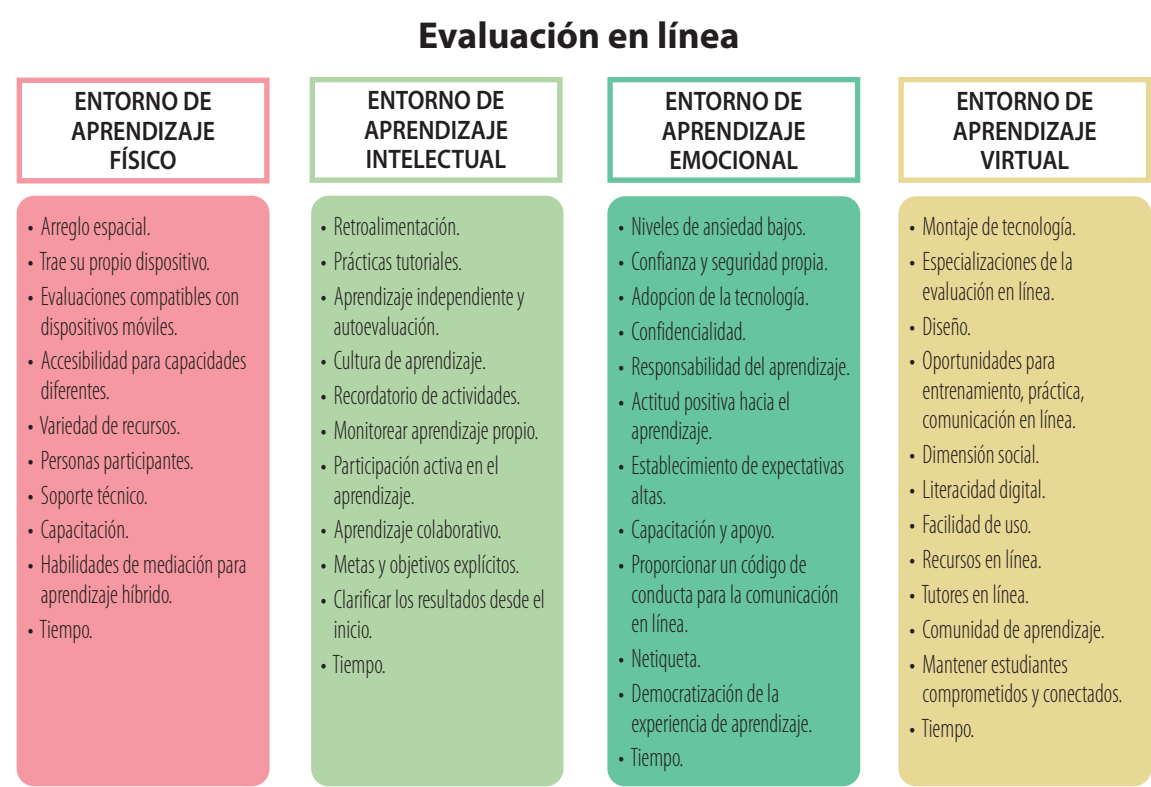 Evaluación en línea
ENTORNO DE
APRENDIZAJE
FÍSICO
• Arreglo espacial.
• Trae su propio dispositivo.
• Evaluaciones compatibles con
dispositivos móviles.
• Accesibilidad para capacidades
diferentes.
• Variedad de recursos.
• Personas participantes.
• Soporte técnico.
• Capacitación.
• Habilidades de mediación para
aprendizaje híbrido.
• Tiempo.
ENTORNO DE
APRENDIZAJE
INTELECTUAL
• Retroalimentación.
• Prácticas tutoriales.
• Aprendizaje independiente y
autoevaluación.
• Cultura de aprendizaje.
• Recordatorio de actividades.
• Monitorear aprendizaje propio.
• Participación activa en el
aprendizaje.
• Aprendizaje colaborativo.
• Metas y objetivos explícitos.
• Clarificar los resultados desde el
inicio.
• Tiempo.
ENTORNO DE
APRENDIZAJE
EMOCIONAL
• Niveles de ansiedad bajos.
• Confianza y seguridad propia.
• Adopcion de la tecnología.
• Confidencialidad.
• Responsabilidad del aprendizaje.
• Actitud positiva hacia el
aprendizaje.
• Establecimiento de expectativas
altas.
• Capacitación y apoyo.
• Proporcionar un código de
conducta para la comunicación
en línea.
• Netiqueta.
• Democratización de la
experiencia de aprendizaje.
• Tiempo.
ENTORNO DE
APRENDIZAJE
VIRTUAL
• Montaje de tecnología.
• Especializaciones de la
evaluación en línea.
• Diseño.
• Oportunidades para
entrenamiento, práctica,
comunicación en línea.
• Dimensión social.
• Literacidad digital.
• Facilidad de uso.
• Recursos en línea.
• Tutores en línea.
• Comunidad de aprendizaje.
• Mantener estudiantes
comprometidos y conectados.
• Tiempo.